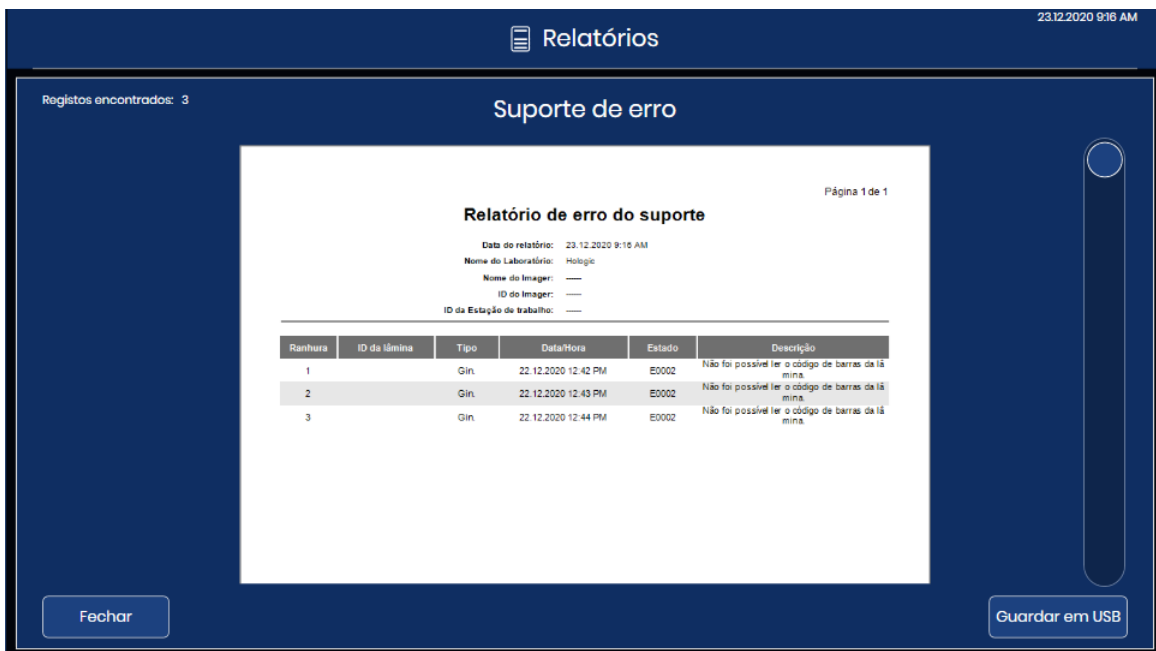 23.12.2020 9:16 AM
Relatórios
Registos encontrados: 3
Suporte de erro
Página 1 de 1
Relatório de erro do suporte
Data do relatório: 23.12.2020 9:16 AM
Nome do Laboratório: Hologic
Nome do Imager: -----
ID do Imager: -----
ID da Estação de trabalho: -----
Ranhura ID da lâmina Tipo Data/Hora Estado Descrição
1 Gin. 22.12.2020 12:42 PM E0002 Não foi possível ler o código de barras da lâ
mina.
2 Gin. 22.12.2020 12:43 PM E0002 Não foi possível ler o código de barras da lâ
mina.
3 Gin. 22.12.2020 12:44 PM E0002 Não foi possível ler o código de barras da lâ
mina.
Fechar
Guardar em USB